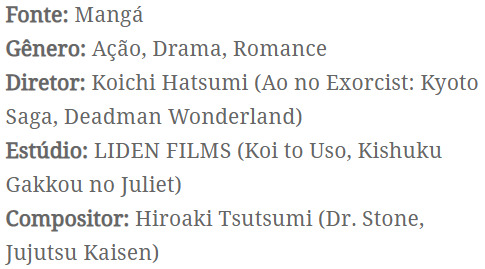 Fonte: Mangá
Gênero: Ação, Drama, Romance
Diretor: Koichi Hatsumi (Ao no Exorcist: Kyoto
Saga, Deadman Wonderland)
Estúdio: LIDEN FILMS (Koi to Uso, Kishuku
Gakkou no Juliet)
Compositor: Hiroaki Tsutsumi (Dr. Stone,
Jujutsu Kaisen)